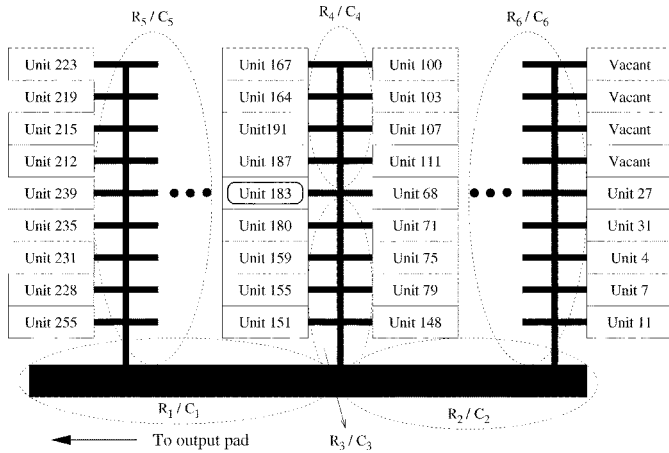 R5 / C5
R4 / C4
R6 / C6
Unit 223 Unit 167 Unit 100 Vacant
Unit 219 Unit 164 Unit 103 Vacant
Unit 215 Unit191 Unit 107 Vacant
Unit 212 Unit 187 Unit 111 Vacant
Unit 239 Unit 183 Unit 68 Unit 27
Unit 235 Unit 180 Unit 71 Unit 31
Unit 231 Unit 159 Unit 75 Unit 4
Unit 228 Unit 155 Unit 79 Unit 7
Unit 255 Unit 151 Unit 148 Unit 11
R1 / C1
R2 / C2
To output pad
R3 / C3